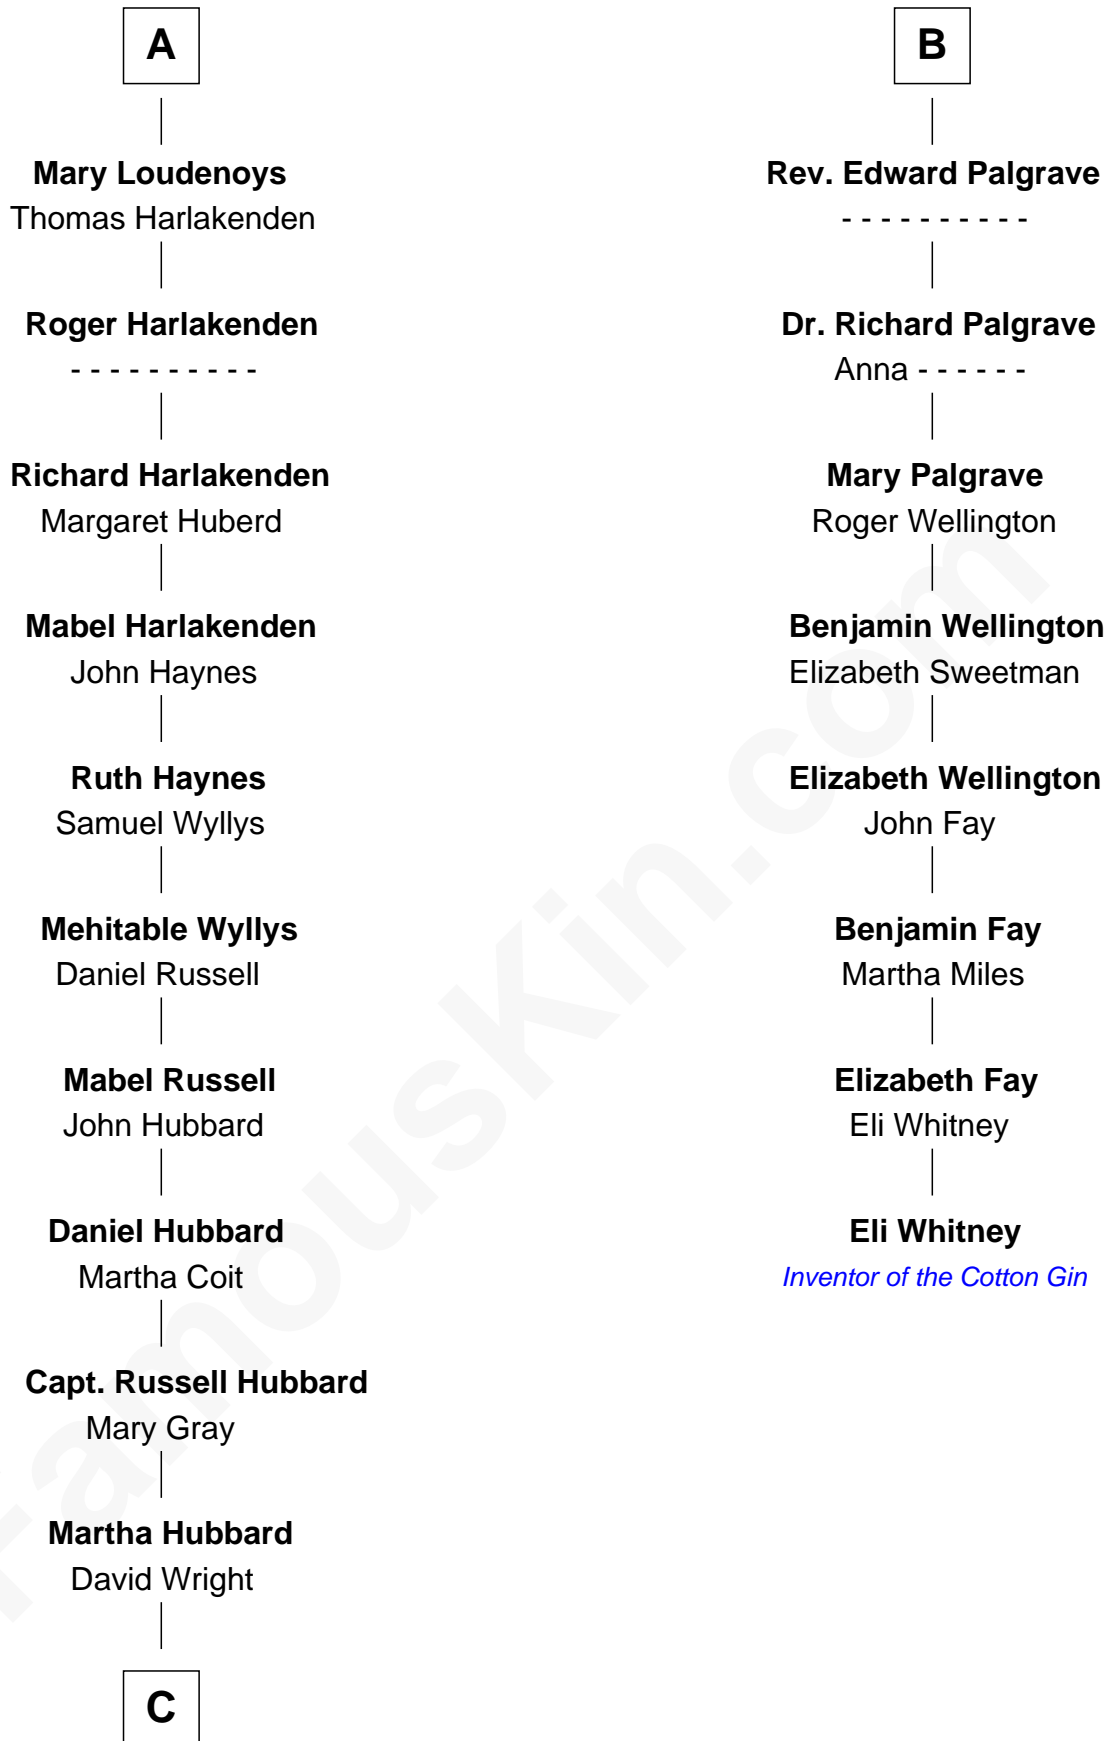 A
Mary Loudenoys
Thomas Harlakenden
Roger Harlakenden
- - - - - - - - - -
Richard Harlakenden
Margaret Huberd
Mabel Harlakenden
John Haynes
Ruth Haynes
Samuel Wyllys
Mehitable Wyllys
Daniel Russell
Mabel Russell
John Hubbard
Daniel Hubbard
Martha Coit
Capt. Russell Hubbard
Mary Gray
Martha Hubbard
David Wright
C
B
Rev. Edward Palgrave
- - - - - - - - - -
Dr. Richard Palgrave
Anna - - - - - -
Mary Palgrave
Roger Wellington
Benjamin Wellington
Elizabeth Sweetman
Elizabeth Wellington
John Fay
Benjamin Fay
Martha Miles
Elizabeth Fay
Eli Whitney
Eli Whitney
Inventor of the Cotton Gin
FamousKin.com